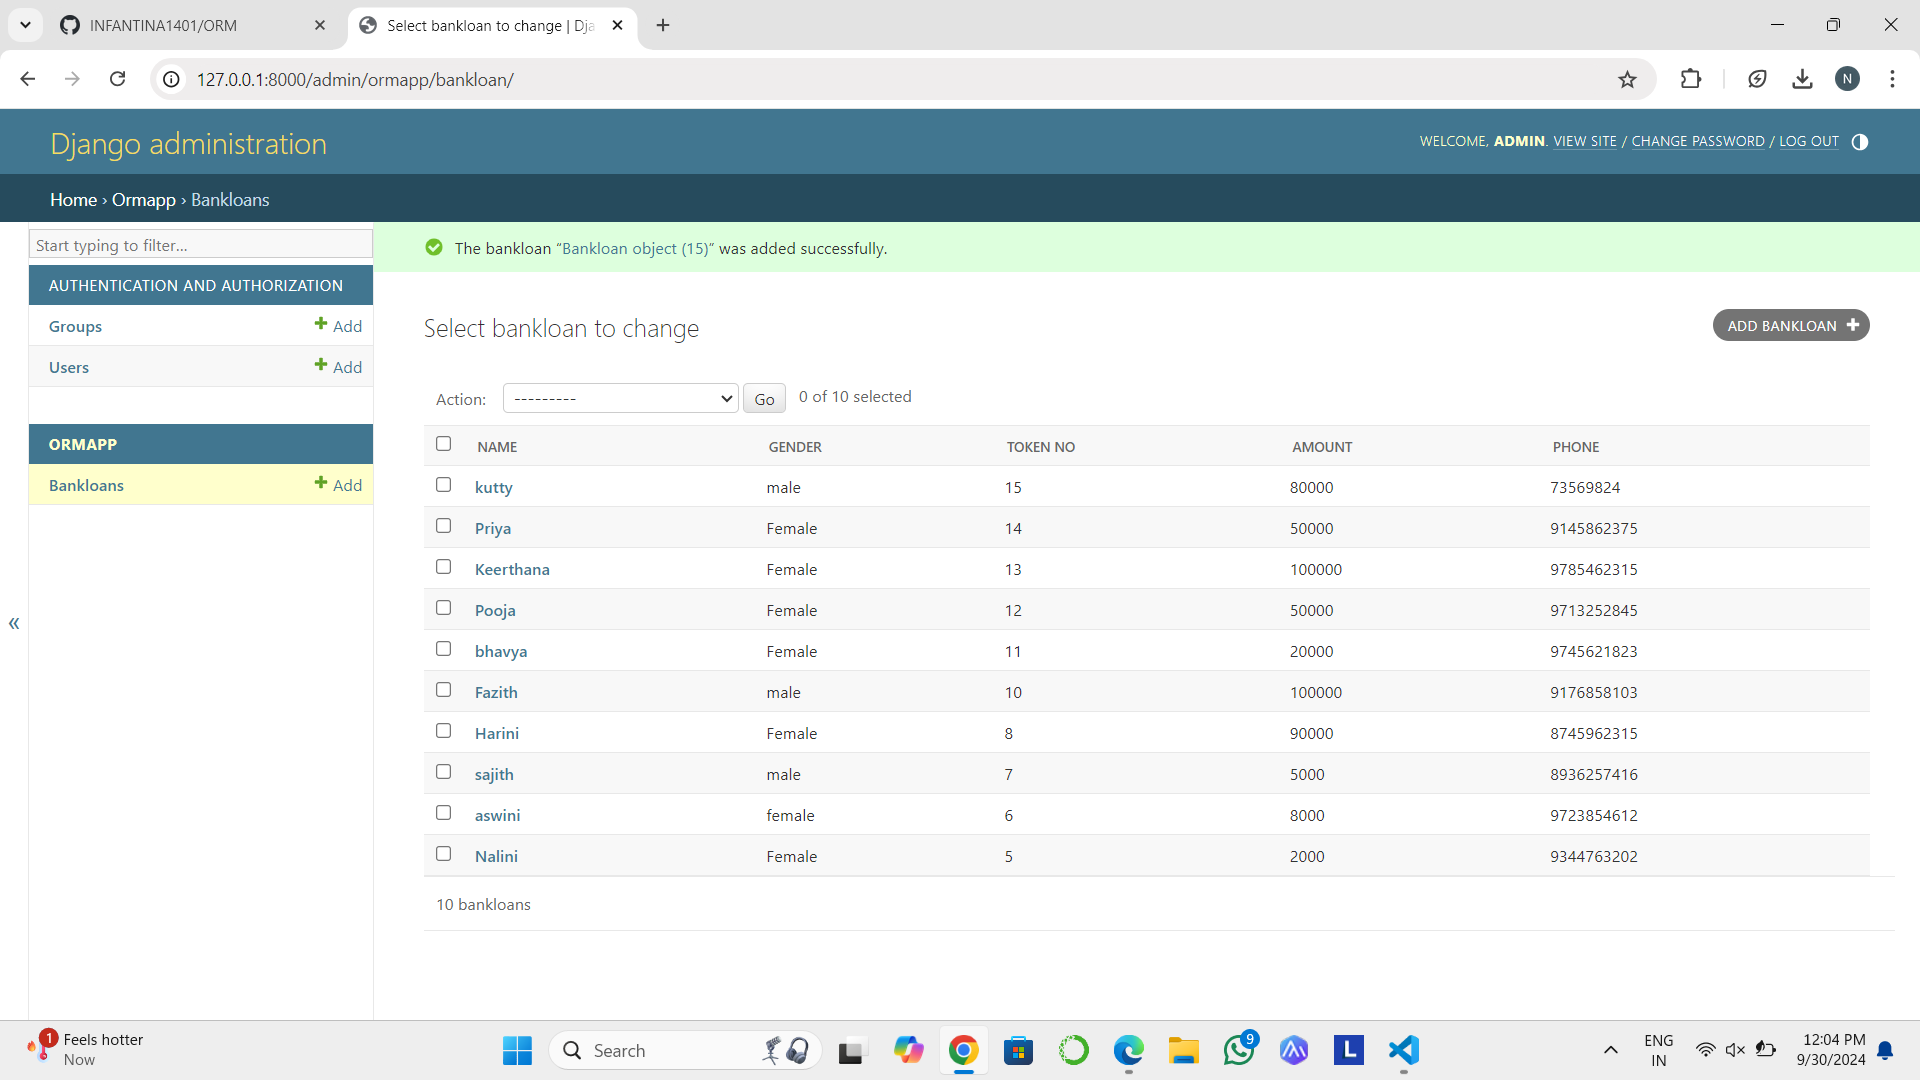 INFANTINA1401/ORM
Select bankloan to change | Dja
127.0.0.1:8000/admin/ormapp/bankloan/
N
Django administration
WELCOME, ADMIN. VIEW SITE / CHANGE PASSWORD / LOG OUT
Home › Ormapp › Bankloans
Start typing to filter...
AUTHENTICATION AND AUTHORIZATION
Groups Add
Users Add
ORMAPP
Bankloans Add
«
The bankloan “Bankloan object (15)” was added successfully.
Select bankloan to change
ADD BANKLOAN
Action: --------- Go 0 of 10 selected
NAME GENDER TOKEN NO AMOUNT PHONE
kutty male 15 80000 73569824
Priya Female 14 50000 9145862375
Keerthana Female 13 100000 9785462315
Pooja Female 12 50000 9713252845
bhavya Female 11 20000 9745621823
Fazith male 10 100000 9176858103
Harini Female 8 90000 8745962315
sajith male 7 5000 8936257416
aswini female 6 8000 9723854612
Nalini Female 5 2000 9344763202
10 bankloans
1
Feels hotter
Now
Search
9
L
ENG
IN
12:04 PM
9/30/2024